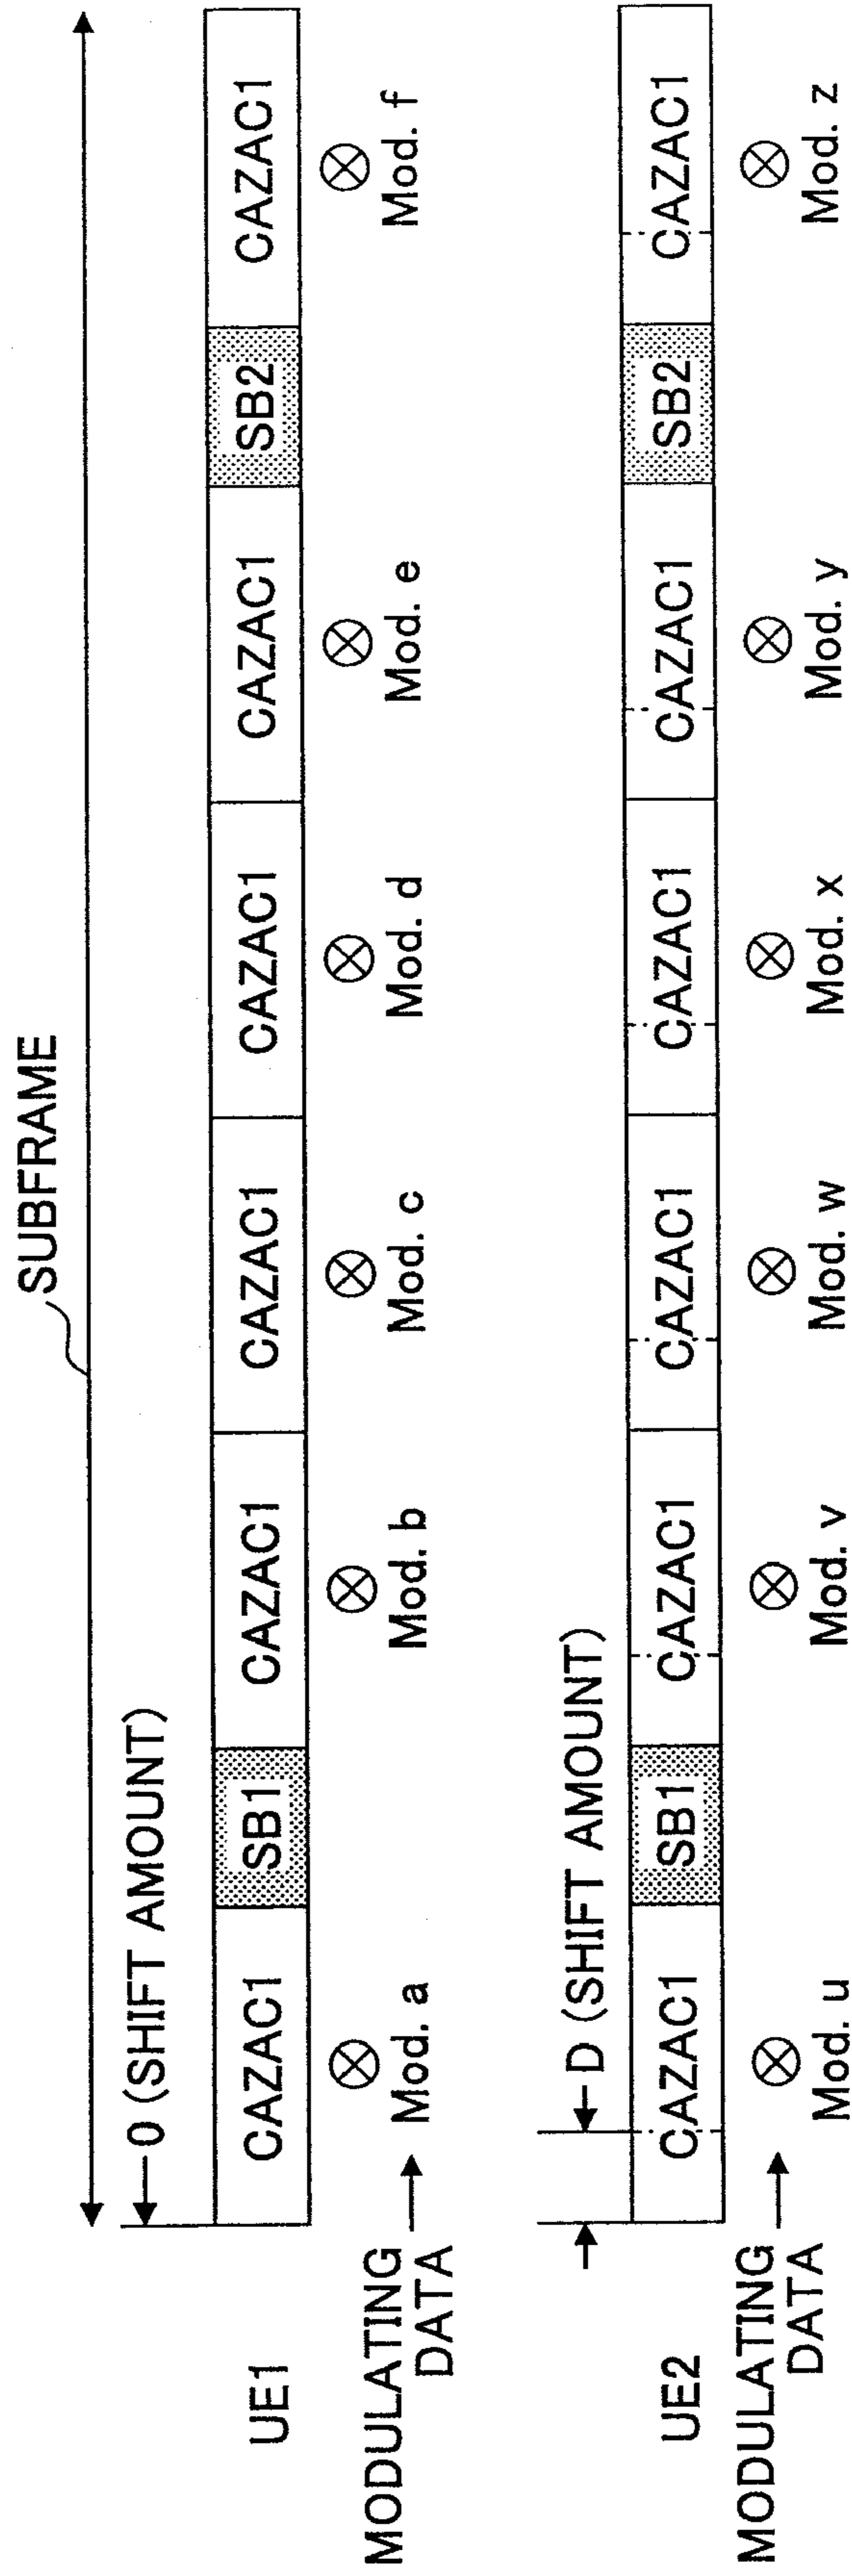 SUBFRAME
0 (SHIFT AMOUNT)
UE1
CAZAC1 SB1 CAZAC1 CAZAC1 CAZAC1 CAZAC1 SB2 CAZAC1
MODULATING
DATA
Mod. a Mod. b Mod. c Mod. d Mod. e Mod. f
D (SHIFT AMOUNT)
UE2
CAZAC1 SB1 CAZAC1 CAZAC1 CAZAC1 CAZAC1 SB2 CAZAC1
MODULATING
DATA
Mod. u Mod. v Mod. w Mod. x Mod. y Mod. z